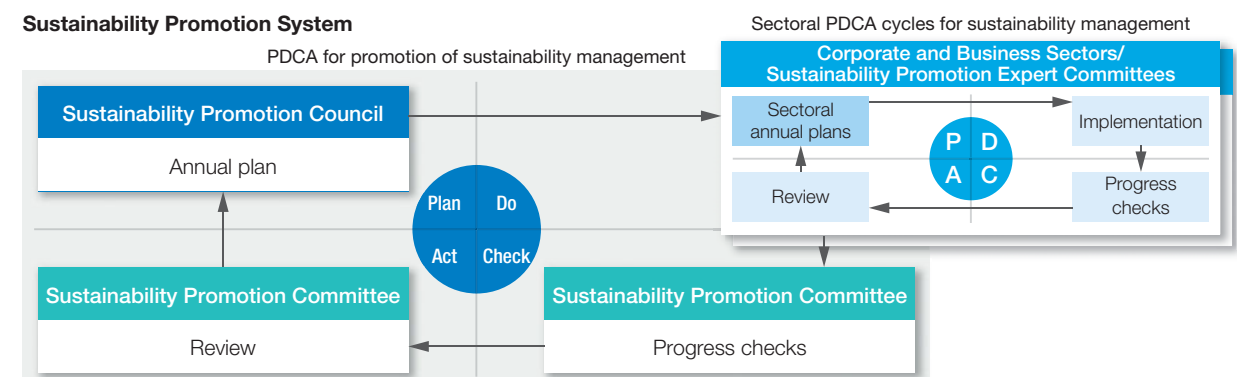 Sustainability Promotion System
PDCA for promotion of sustainability management
Sectoral PDCA cycles for sustainability management
Sustainability Promotion Council
Annual plan
Corporate and Business Sectors/
Sustainability Promotion Expert Committees
Sectoral
annual plans
Implementation
P D
A C
Review
Progress
checks
Plan Do
Act Check
Sustainability Promotion Committee
Review
Sustainability Promotion Committee
Progress checks